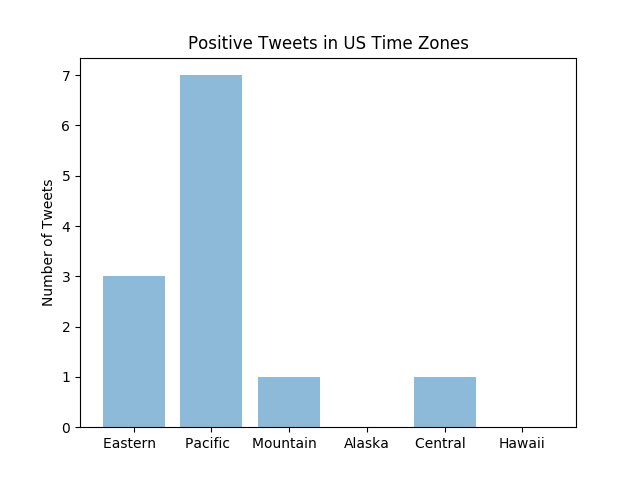 Positive Tweets in US Time Zones
Number of Tweets
7
6
5
4
3
2
1
0
Eastern Pacific Mountain Alaska Central Hawaii